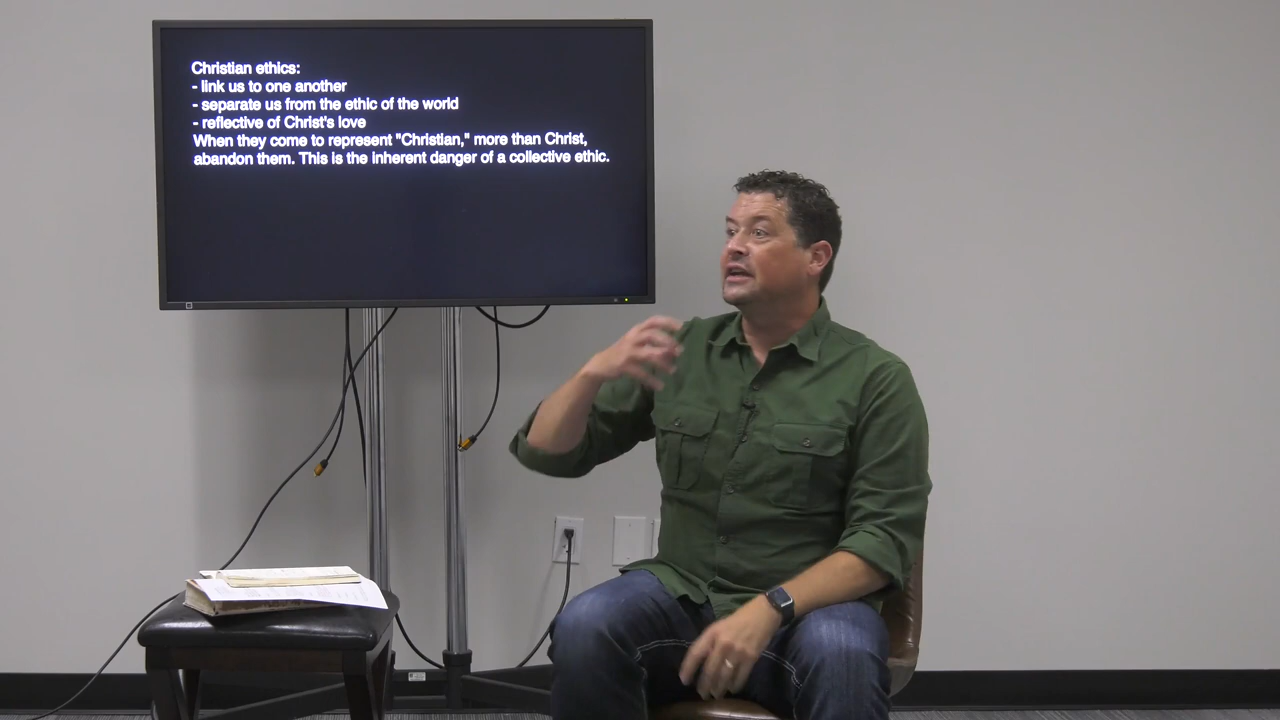 Christian ethics:
- link us to one another
- separate us from the ethic of the world
- reflective of Christ's love
When they come to represent "Christian," more than Christ,
abandon them. This is the inherent danger of a collective ethic.